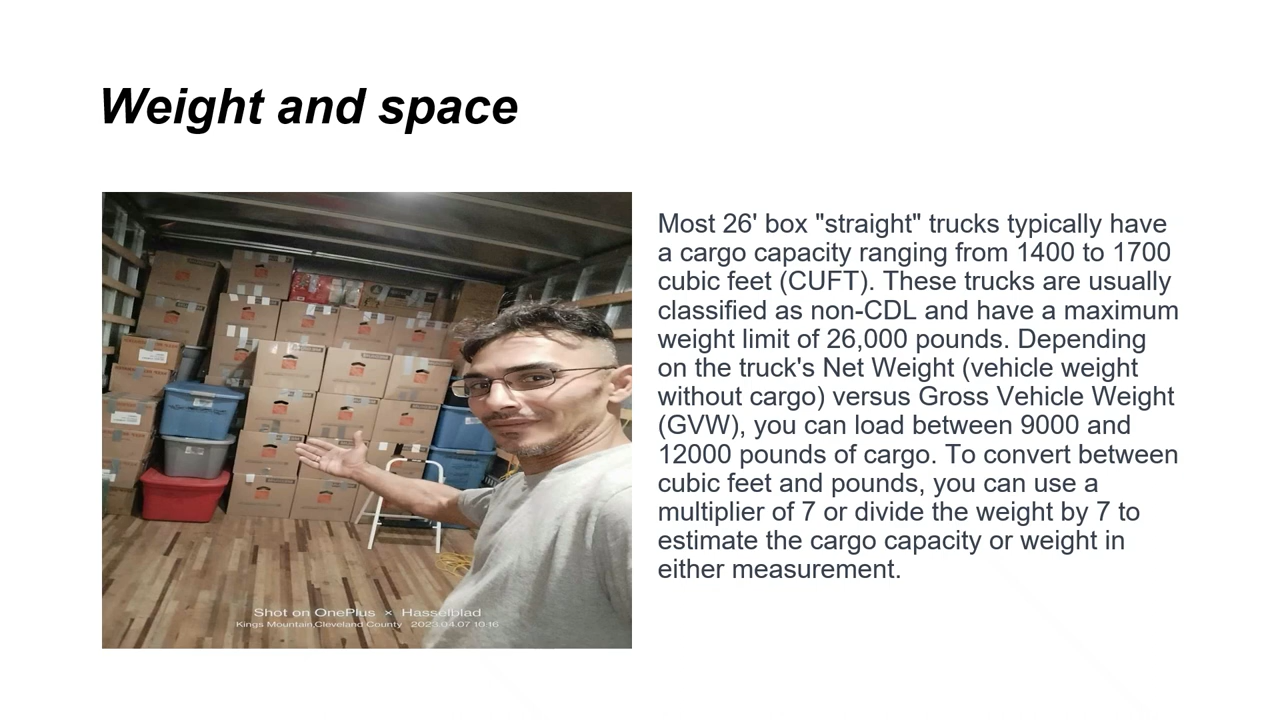 Weight and space
Most 26' box "straight" trucks typically have
a cargo capacity ranging from 1400 to 1700
cubic feet (CUFT). These trucks are usually
classified as non-CDL and have a maximum
weight limit of 26,000 pounds. Depending
on the truck's Net Weight (vehicle weight
without cargo) versus Gross Vehicle Weight
(GVW), you can load between 9000 and
12000 pounds of cargo. To convert between
cubic feet and pounds, you can use a
multiplier of 7 or divide the weight by 7 to
estimate the cargo capacity or weight in
either measurement.
Shot on OnePlus × Hasselblad
Kings Mountain,Cleveland County 2023.04.07 10:16